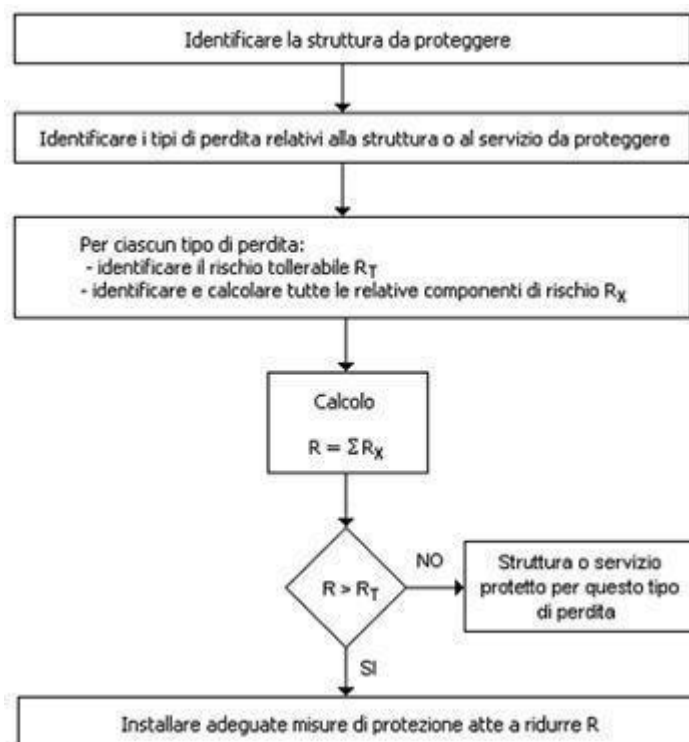 Identificare la struttura da proteggere
Identificare i tipi di perdita relativi alla struttura o al servizio da proteggere
Per ciascun tipo di perdita:
- identificare il rischio tollerabile RT
- identificare e calcolare tutte le relative componenti di rischio RX
Calcolo
R = ΣRX
R > RT
NO
Struttura o servizio
protetto per questo tipo
di perdita
SI
Installare adeguate misure di protezione atte a ridurre R